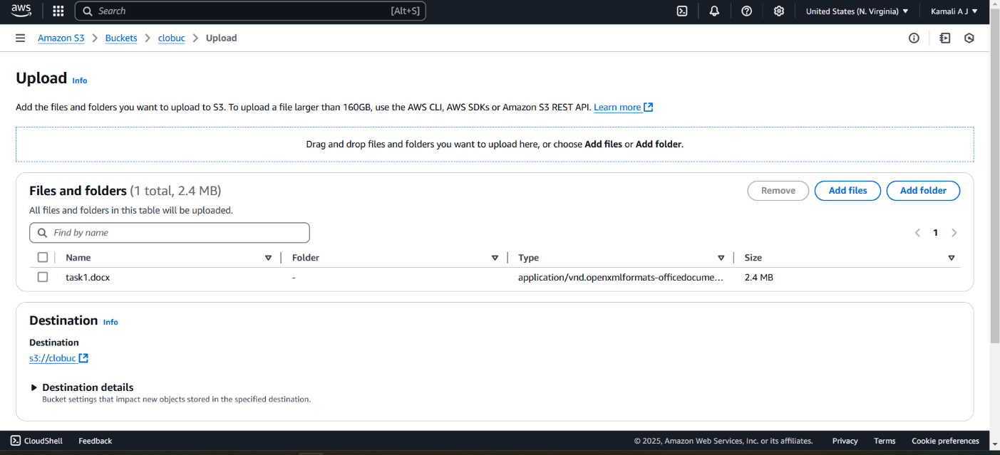 aws Search [Alt+S] United States (N. Virginia) Kamali A J
Amazon S3 > Buckets > clobuc > Upload
Upload Info
Add the files and folders you want to upload to S3. To upload a file larger than 160GB, use the AWS CLI, AWS SDKs or Amazon S3 REST API. Learn more
Drag and drop files and folders you want to upload here, or choose Add files or Add folder.
Files and folders (1 total, 2.4 MB) Remove Add files Add folder
All files and folders in this table will be uploaded.
Find by name 1
Name Folder Type Size
task1.docx - application/vnd.openxmlformats-officedocume... 2.4 MB
Destination Info
Destination
s3://clobuc
Destination details
Bucket settings that impact new objects stored in the specified destination.
CloudShell Feedback © 2025, Amazon Web Services, Inc. or its affiliates. Privacy Terms Cookie preferences